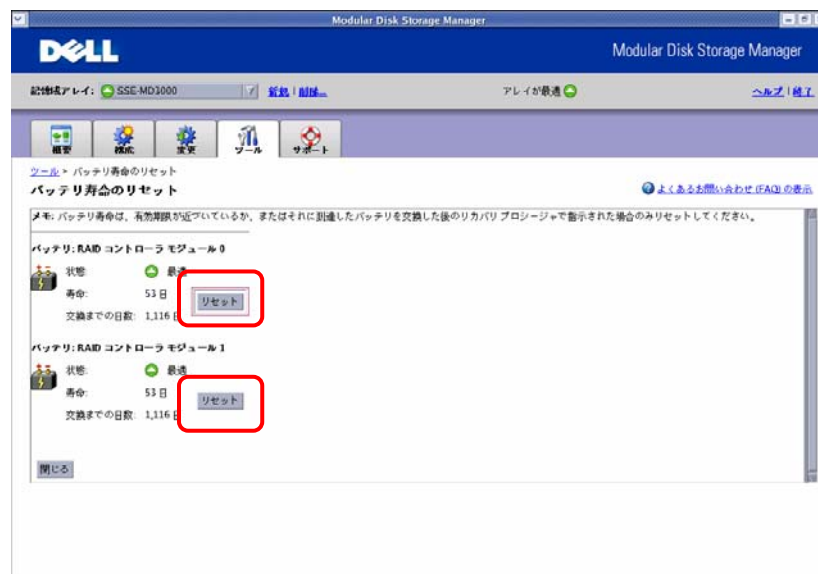 Modular Disk Storage Manager
DELL
Modular Disk Storage Manager
記憶域アレイ: SSE-MD3000 新規 | 削除... アレイが最適 ヘルプ | 終了
概要 構成 変更 ツール サポート
ツール > バッテリ寿命のリセット
バッテリ寿命のリセット
よくあるお問い合わせ (FAQ) の表示
メモ: バッテリ寿命は、有効期限が近づいているか、またはそれに到達したバッテリを交換した後のリカバリ プロシージャで指示された場合のみリセットしてください。
バッテリ: RAID コントローラ モジュール 0
状態: 最適
寿命: 53 日
リセット
交換までの日数: 1,116 日
バッテリ: RAID コントローラ モジュール 1
状態: 最適
寿命: 53 日
リセット
交換までの日数: 1,116 日
閉じる